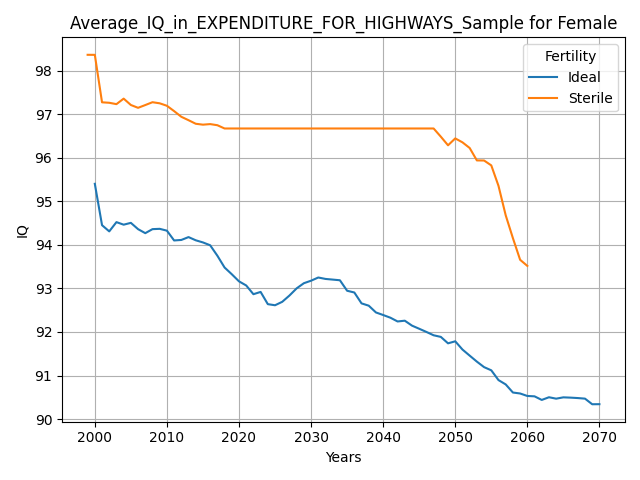 Average_IQ_in_EXPENDITURE_FOR_HIGHWAYS_Sample for Female
Fertility
Ideal
Sterile
98
97
96
95
94
93
92
91
90
IQ
2000 2010 2020 2030 2040 2050 2060 2070
Years